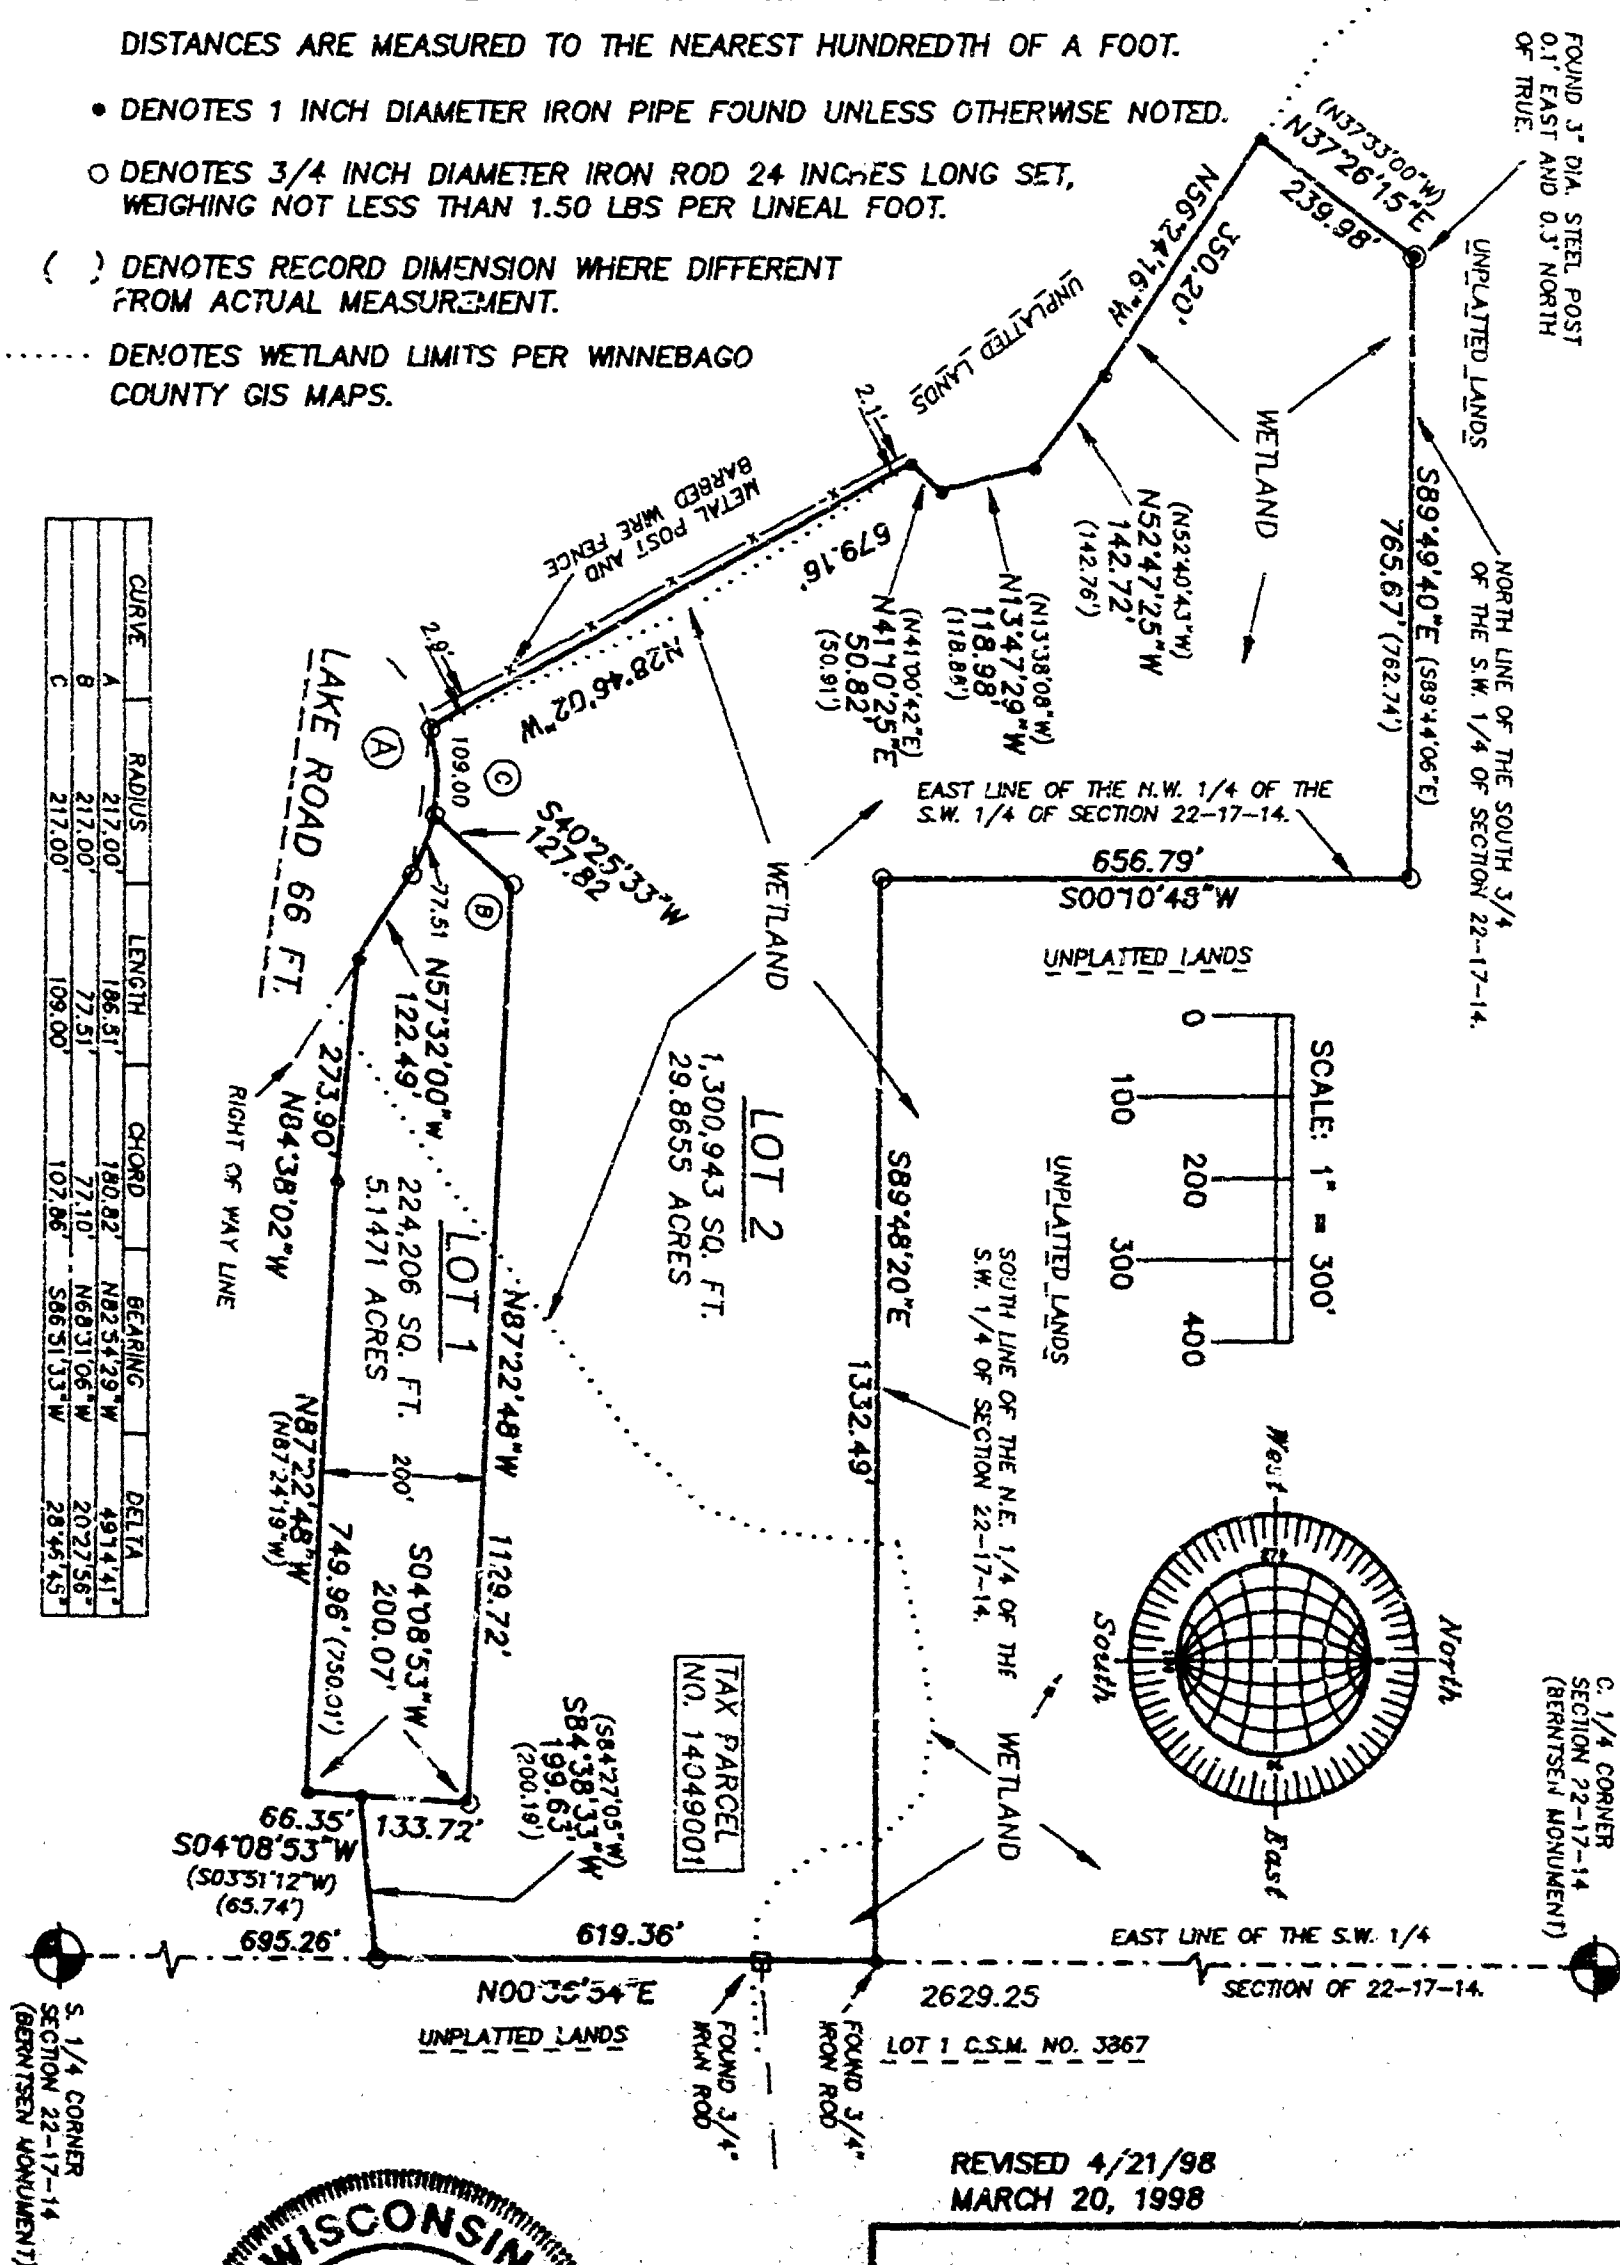 DISTANCES ARE MEASURED TO THE NEAREST HUNDREDTH OF A FOOT.
● DENOTES 1 INCH DIAMETER IRON PIPE FOUND UNLESS OTHERWISE NOTED.
○ DENOTES 3/4 INCH DIAMETER IRON ROD 24 INCHES LONG SET,
WEIGHING NOT LESS THAN 1.50 LBS PER LINEAL FOOT.
( ) DENOTES RECORD DIMENSION WHERE DIFFERENT
FROM ACTUAL MEASUREMENT.
...... DENOTES WETLAND LIMITS PER WINNEBAGO
COUNTY GIS MAPS.
FOUND 3" DIA. STEEL POST
0.1' EAST AND 0.3' NORTH
OF TRUE.
(N37°33'00"W)
N37°26'15"E
239.98'
N56°24'16"W
350.20'
UNPLATTED LANDS
UNPLATTED LANDS
WETLAND
S89°49'40"E (S89°44'06"E)
765.67' (762.74')
NORTH LINE OF THE SOUTH 3/4
OF THE S.W. 1/4 OF SECTION 22-17-14.
(N52°40'43"W)
N52°47'25"W
142.72'
(142.76')
(N13°38'08"W)
N13°47'29"W
118.98'
(N41°00'42"E)
N41°10'25"E
50.82'
(50.91')
2.1'
METAL POST AND
BARBED WIRE FENCE
679.16'
N28°46'02"W
2.9'
EAST LINE OF THE N.W. 1/4 OF THE
S.W. 1/4 OF SECTION 22-17-14.
656.79'
S00°10'48"W
UNPLATTED LANDS
LAKE ROAD 66 FT.
A
109.00
C
S40°25'33"W
127.82
B
77.51
N57°32'00"W
122.49'
WETLAND
273.90'
N84°38'02"W
RIGHT OF WAY LINE
LOT 2
1,300,943 SQ. FT.
29.8655 ACRES
LOT 1
224,206 SQ. FT.
5.1471 ACRES
SCALE: 1" = 300'
0
100
200
300
400
UNPLATTED LANDS
S89°48'20"E
1332.49'
SOUTH LINE OF THE N.E. 1/4 OF THE
S.W. 1/4 OF SECTION 22-17-14.
N87°22'48"W
1129.72'
200'
N87°22'48"W
(N87°24'19"W)
749.96' (750.01')
S04°08'53"W
200.07'
West
North
South
East
CURVE RADIUS LENGTH CHORD BEARING DELTA
A 217.00' 186.51' 180.82' N82°54'29"W 49°14'41"
B 217.00' 77.51' 77.10' N68°31'06"W 20°27'56"
C 217.00' 109.00' 107.86' S86°51'33"W 28°46'45"
TAX PARCEL
NO. 14049001
(S84°27'05"W)
S84°38'33"W
199.63'
(200.19')
WETLAND
C. 1/4 CORNER
SECTION 22-17-14
(BERNTSEN MONUMENT)
66.35'
133.72'
S04°08'53"W
(S03°51'12"W)
(65.74')
695.26'
619.36'
EAST LINE OF THE S.W. 1/4
SECTION OF 22-17-14.
2629.25
UNPLATTED LANDS
FOUND 3/4"
IRON ROD
FOUND 3/4"
IRON ROD
LOT 1 C.S.M. NO. 3867
S. 1/4 CORNER
SECTION 22-17-14
(BERNTSEN MONUMENT)
REVISED 4/21/98
MARCH 20, 1998
WISCONSIN